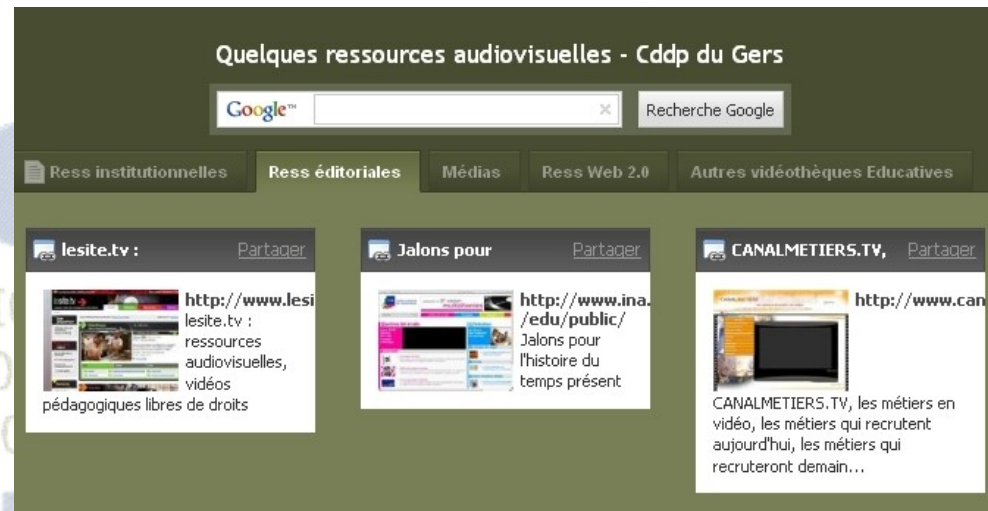 Quelques ressources audiovisuelles - Cddp du Gers
Google™
Recherche Google
Ress institutionnelles
Ress éditoriales
Médias
Ress Web 2.0
Autres vidéothèques Educatives
lesite.tv :
Partager
http://www.lesi
lesite.tv :
ressources
audiovisuelles,
vidéos
pédagogiques libres de droits
Jalons pour
Partager
http://www.ina.
/edu/public/
Jalons pour
l'histoire du
temps présent
CANALMETIERS.TV,
Partager
http://www.can
CANALMETIERS.TV, les métiers en
vidéo, les métiers qui recrutent
aujourd'hui, les métiers qui
recruteront demain...